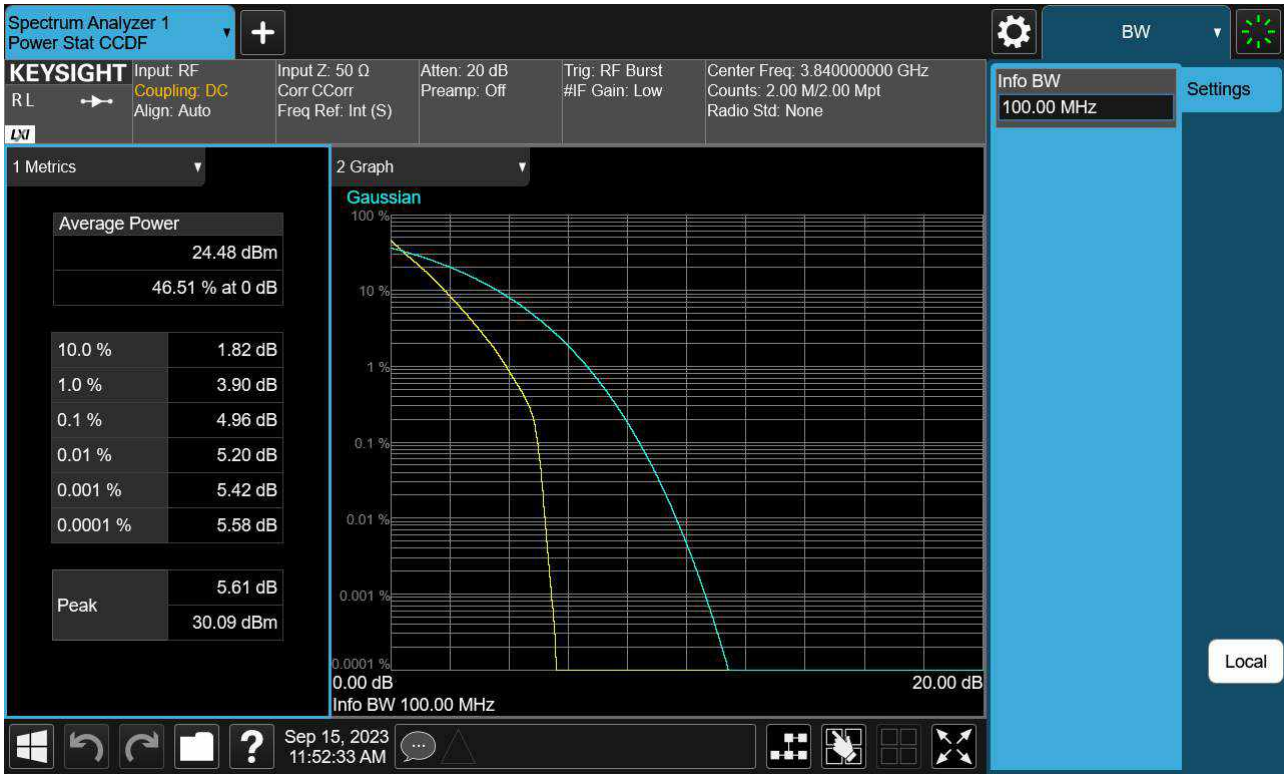 Spectrum Analyzer 1
Power Stat CCDF
+
BW
KEYSIGHT
RL
LXI
Input: RF
Coupling: DC
Align: Auto
Input Z: 50 Ω
Corr CCorr
Freq Ref: Int (S)
Atten: 20 dB
Preamp: Off
Trig: RF Burst
#IF Gain: Low
Center Freq: 3.840000000 GHz
Counts: 2.00 M/2.00 Mpt
Radio Std: None
Info BW
100.00 MHz
Settings
1 Metrics
Average Power
24.48 dBm
46.51 % at 0 dB
10.0 % 1.82 dB
1.0 % 3.90 dB
0.1 % 4.96 dB
0.01 % 5.20 dB
0.001 % 5.42 dB
0.0001 % 5.58 dB
Peak
5.61 dB
30.09 dBm
2 Graph
Gaussian
100 %
10 %
1 %
0.1 %
0.01 %
0.001 %
0.0001 %
0.00 dB 20.00 dB
Info BW 100.00 MHz
Local
?
Sep 15, 2023
11:52:33 AM